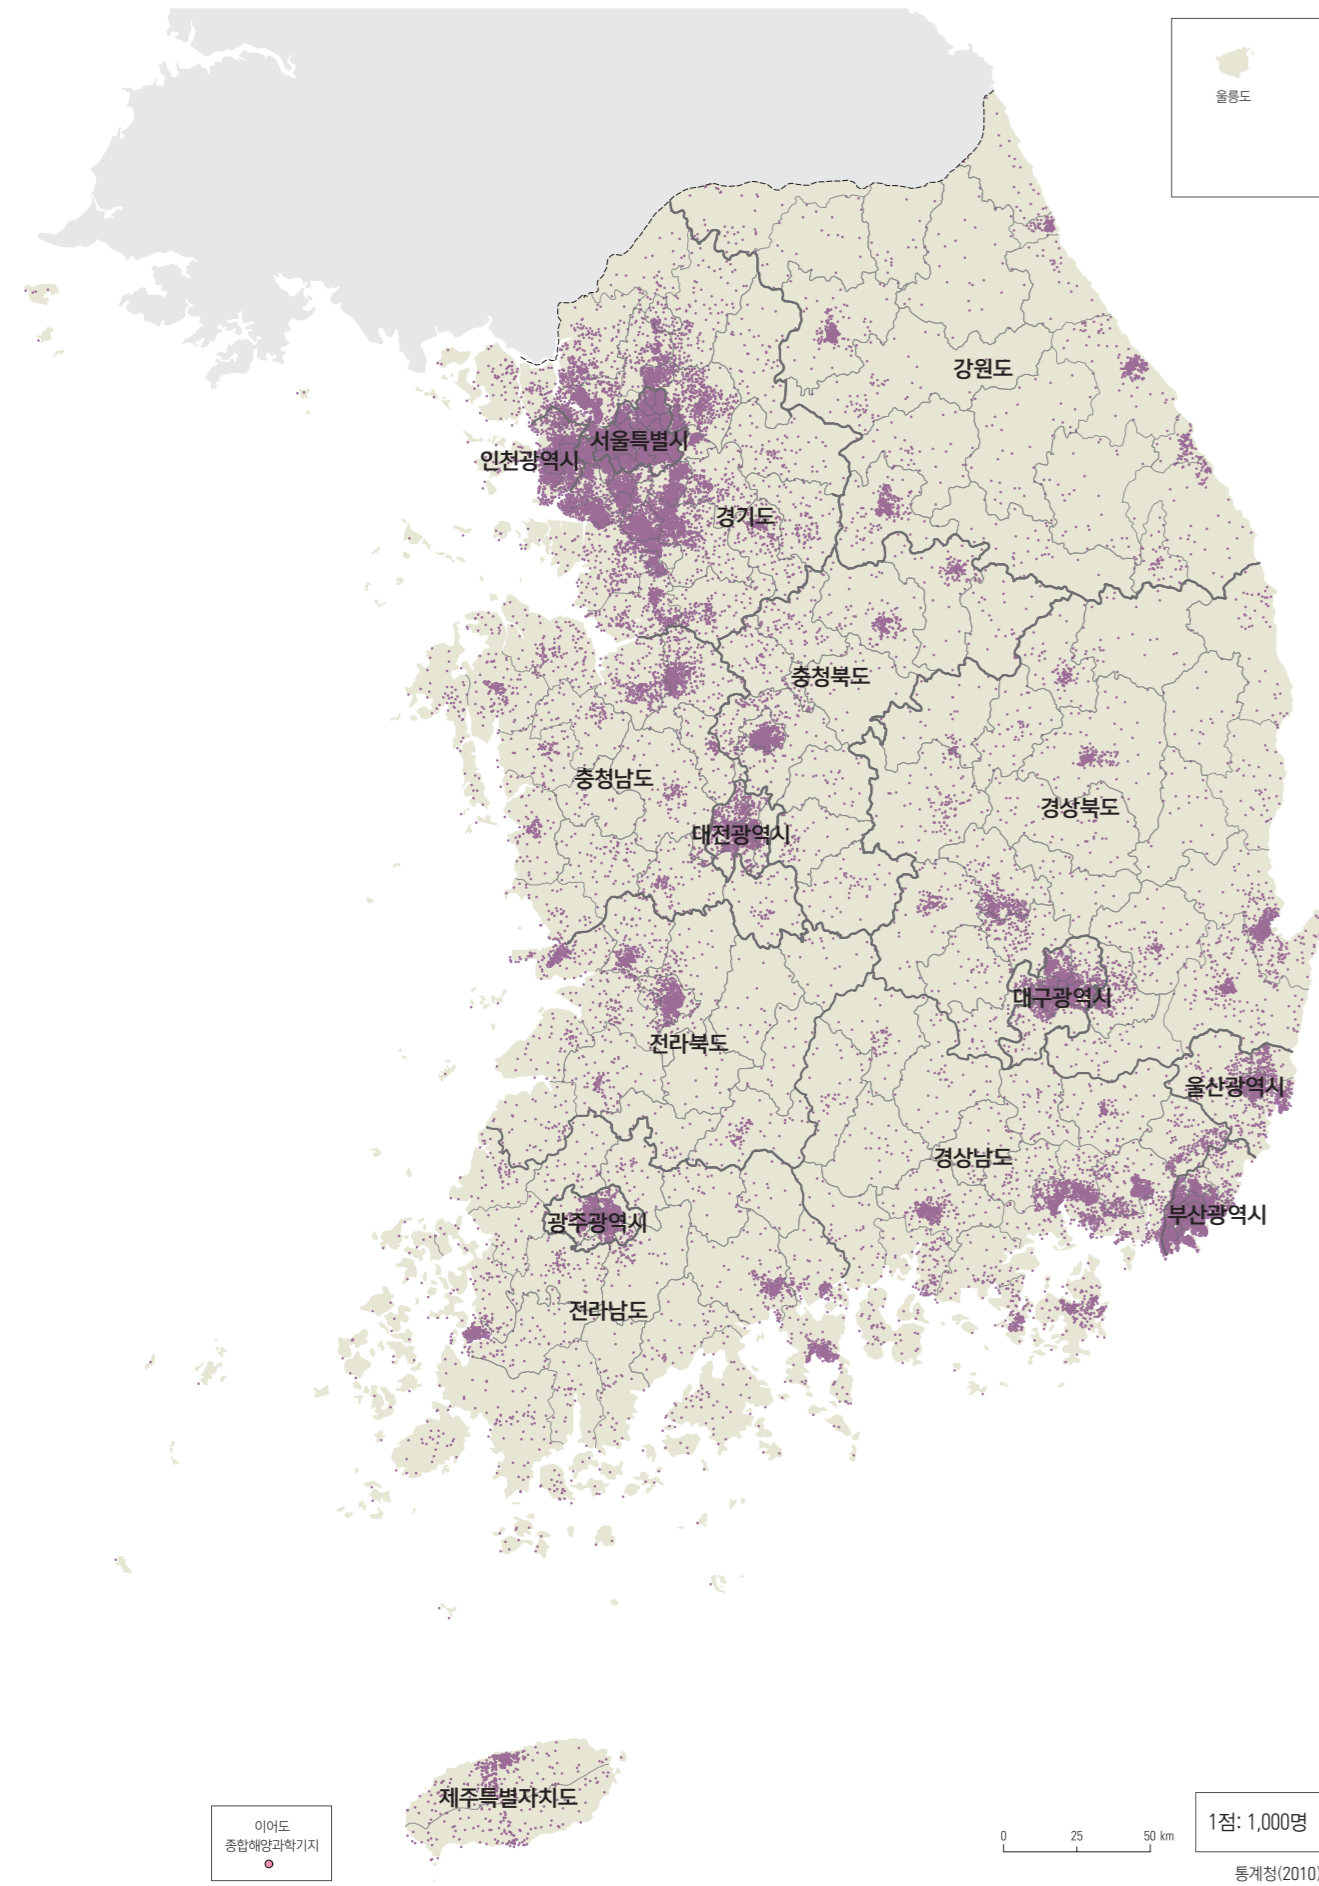 울릉도
강원도
서울특별시
인천광역시
경기도
충청북도
충청남도
경상북도
대전광역시
대구광역시
전라북도
울산광역시
경상남도
부산광역시
광주광역시
전라남도
제주특별자치도
이어도
종합해양과학기지
0 25 50 km
1점: 1,000명
통계청(2010)